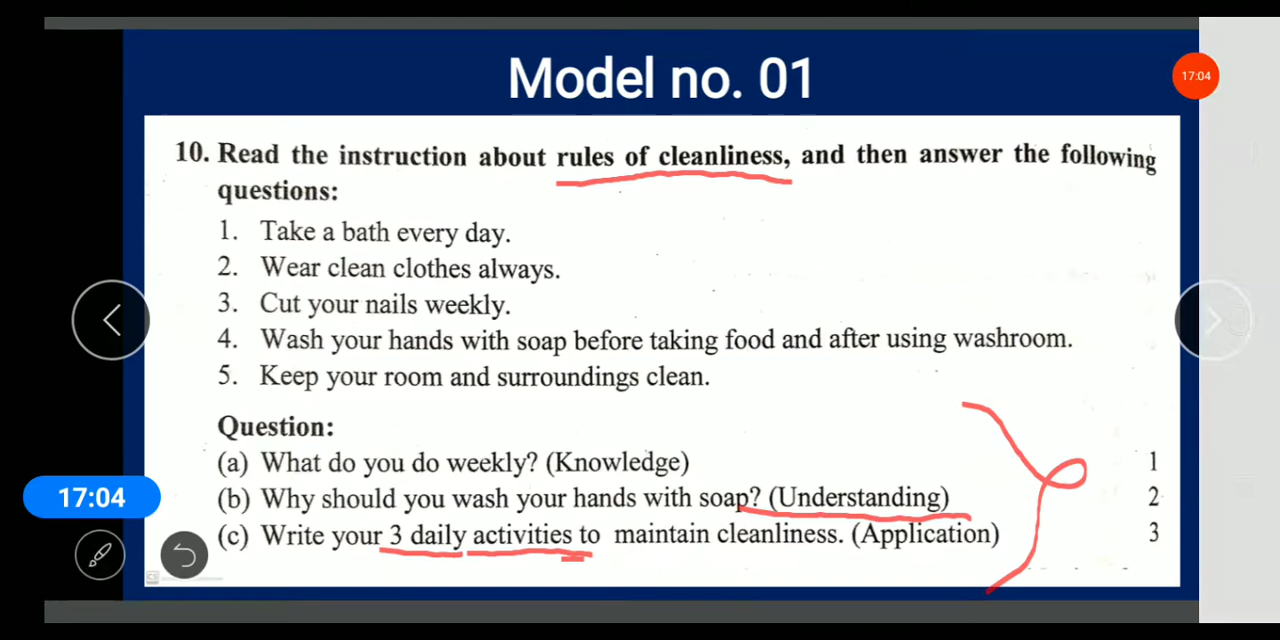 Model no. 01
17:04
10. Read the instruction about rules of cleanliness, and then answer the following
questions:
1. Take a bath every day.
2. Wear clean clothes always.
3. Cut your nails weekly.
4. Wash your hands with soap before taking food and after using washroom.
5. Keep your room and surroundings clean.
Question:
(a) What do you do weekly? (Knowledge) 1
17:04
(b) Why should you wash your hands with soap? (Understanding) 2
(c) Write your 3 daily activities to maintain cleanliness. (Application) 3